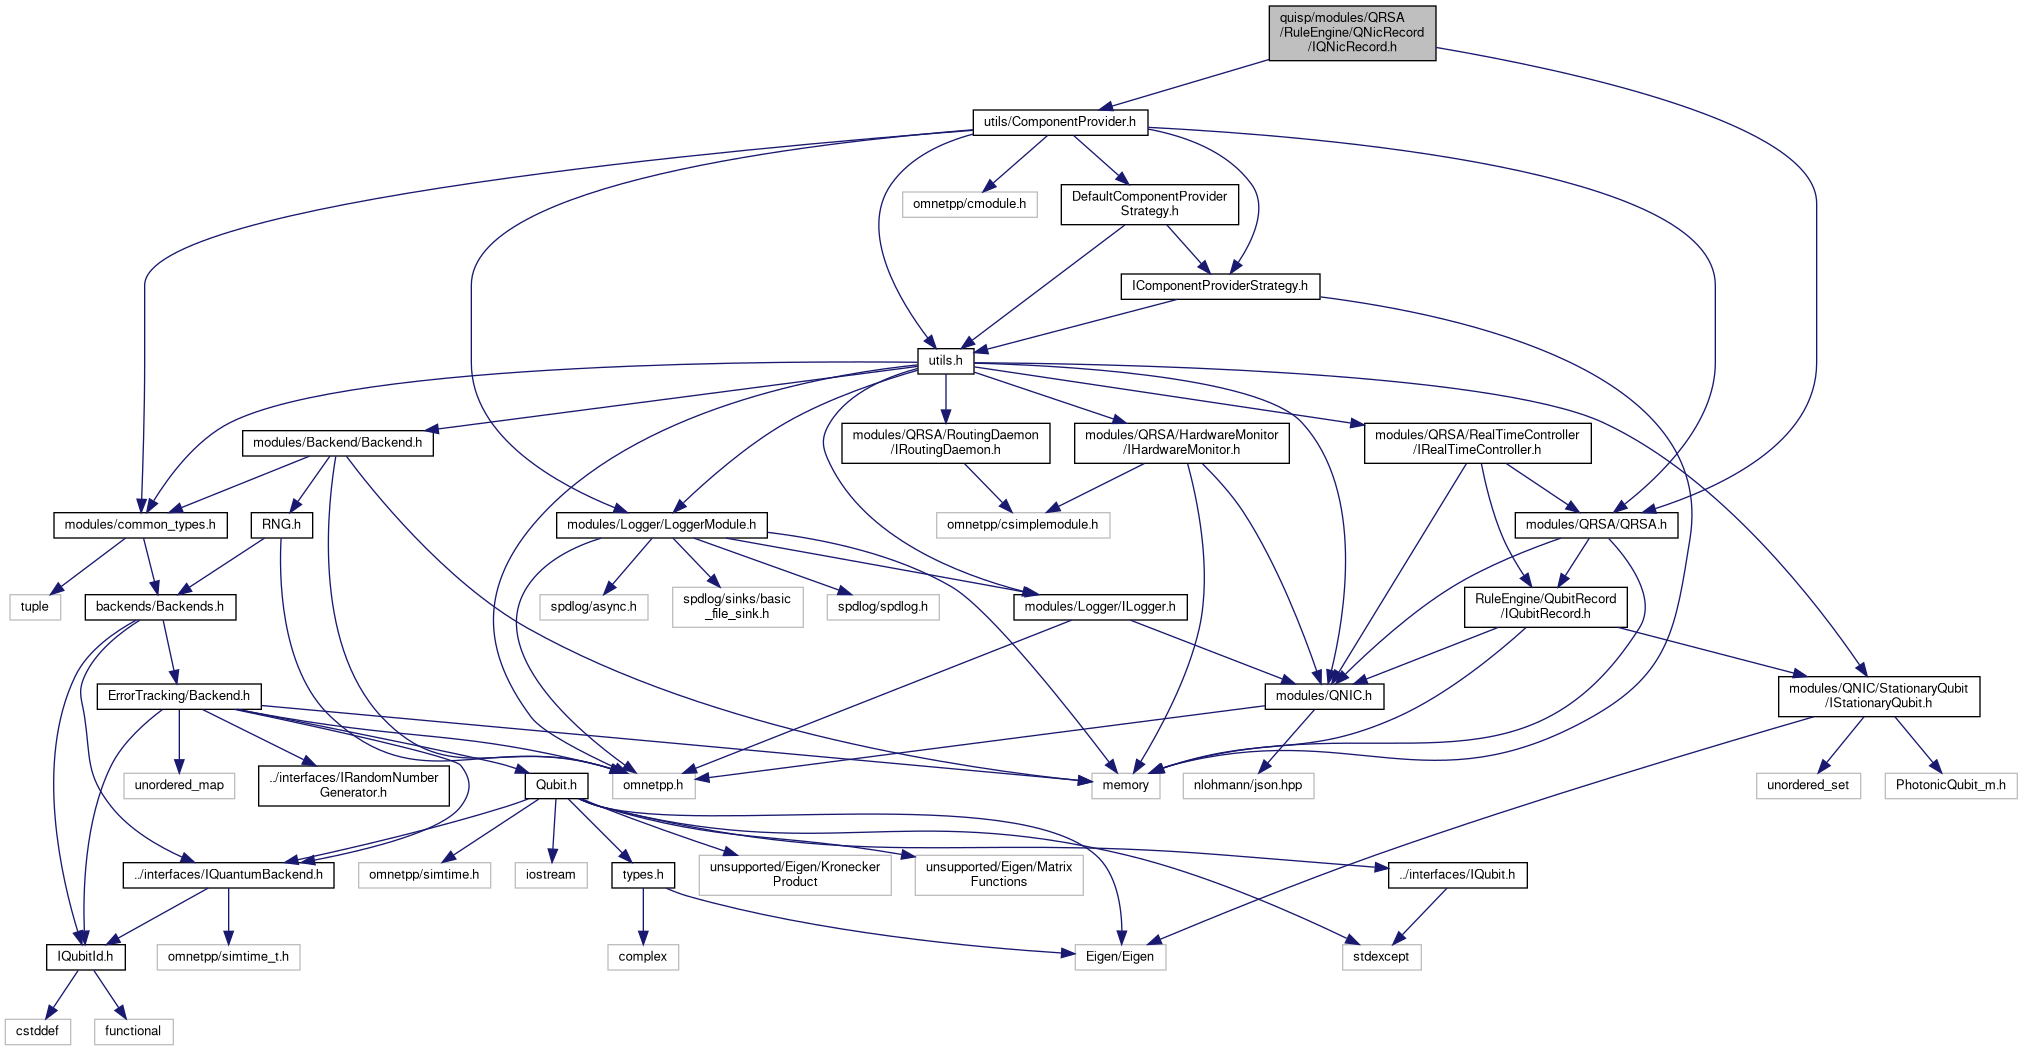 quisp/modules/QRSA
/RuleEngine/QNicRecord
/IQNicRecord.h
utils/ComponentProvider.h
omnetpp/cmodule.h
DefaultComponentProvider
Strategy.h
IComponentProviderStrategy.h
utils.h
modules/Backend/Backend.h
modules/QRSA/RoutingDaemon
/IRoutingDaemon.h
modules/QRSA/HardwareMonitor
/IHardwareMonitor.h
modules/QRSA/RealTimeController
/IRealTimeController.h
modules/common_types.h
RNG.h
modules/Logger/LoggerModule.h
omnetpp/csimplemodule.h
modules/QRSA/QRSA.h
tuple
backends/Backends.h
spdlog/async.h
spdlog/sinks/basic
_file_sink.h
spdlog/spdlog.h
modules/Logger/ILogger.h
RuleEngine/QubitRecord
/IQubitRecord.h
ErrorTracking/Backend.h
modules/QNIC.h
modules/QNIC/StationaryQubit
/IStationaryQubit.h
unordered_map
../interfaces/IRandomNumber
Generator.h
Qubit.h
omnetpp.h
memory
nlohmann/json.hpp
unordered_set
PhotonicQubit_m.h
../interfaces/IQuantumBackend.h
omnetpp/simtime.h
iostream
types.h
unsupported/Eigen/Kronecker
Product
unsupported/Eigen/Matrix
Functions
../interfaces/IQubit.h
IQubitId.h
omnetpp/simtime_t.h
complex
Eigen/Eigen
stdexcept
cstddef
functional